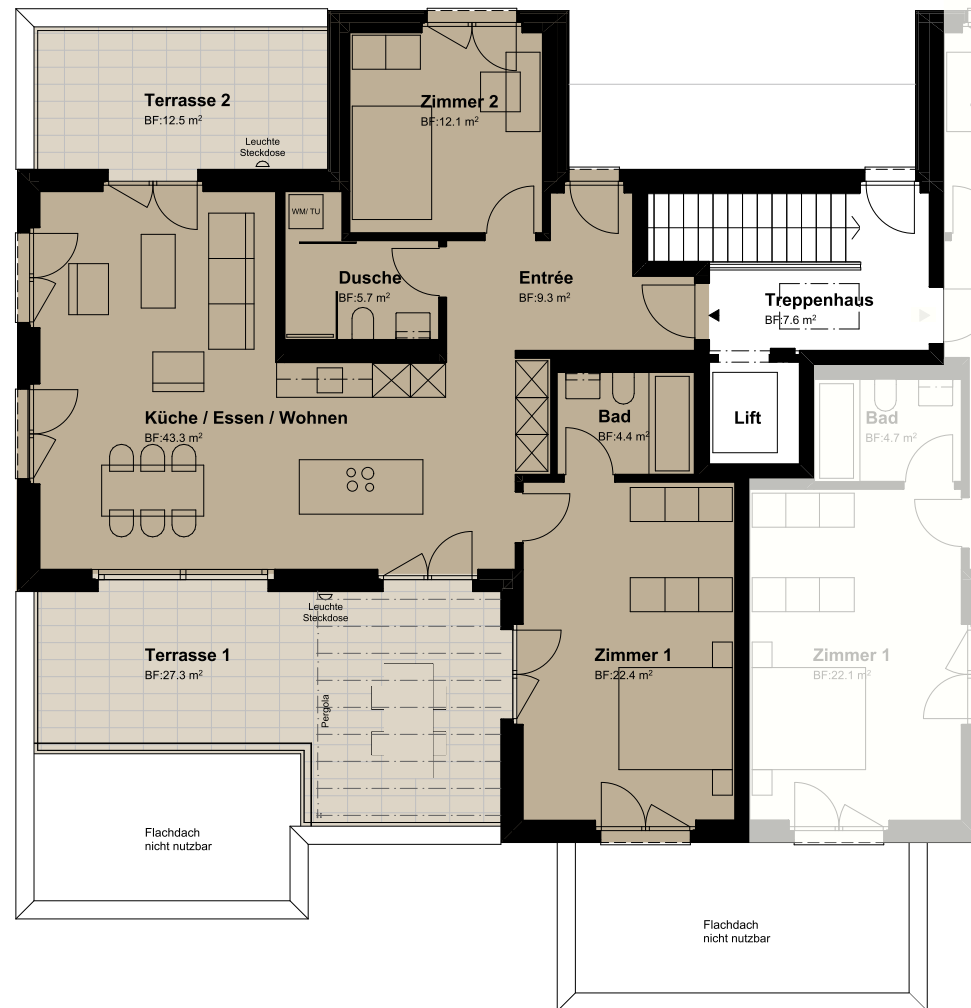 Terrasse 2
BF:12.5 m²
Leuchte
Steckdose
Zimmer 2
BF:12.1 m²
WM/ TU
Dusche
BF:5.7 m²
Entrée
BF:9.3 m²
Treppenhaus
BF:7.6 m²
Küche / Essen / Wohnen
BF:43.3 m²
Bad
BF:4.4 m²
Lift
Bad
BF:4.7 m²
Leuchte
Steckdose
Terrasse 1
BF:27.3 m²
Pergola
Zimmer 1
BF:22.4 m²
Zimmer 1
BF:22.1 m²
Flachdach
nicht nutzbar
Flachdach
nicht nutzbar